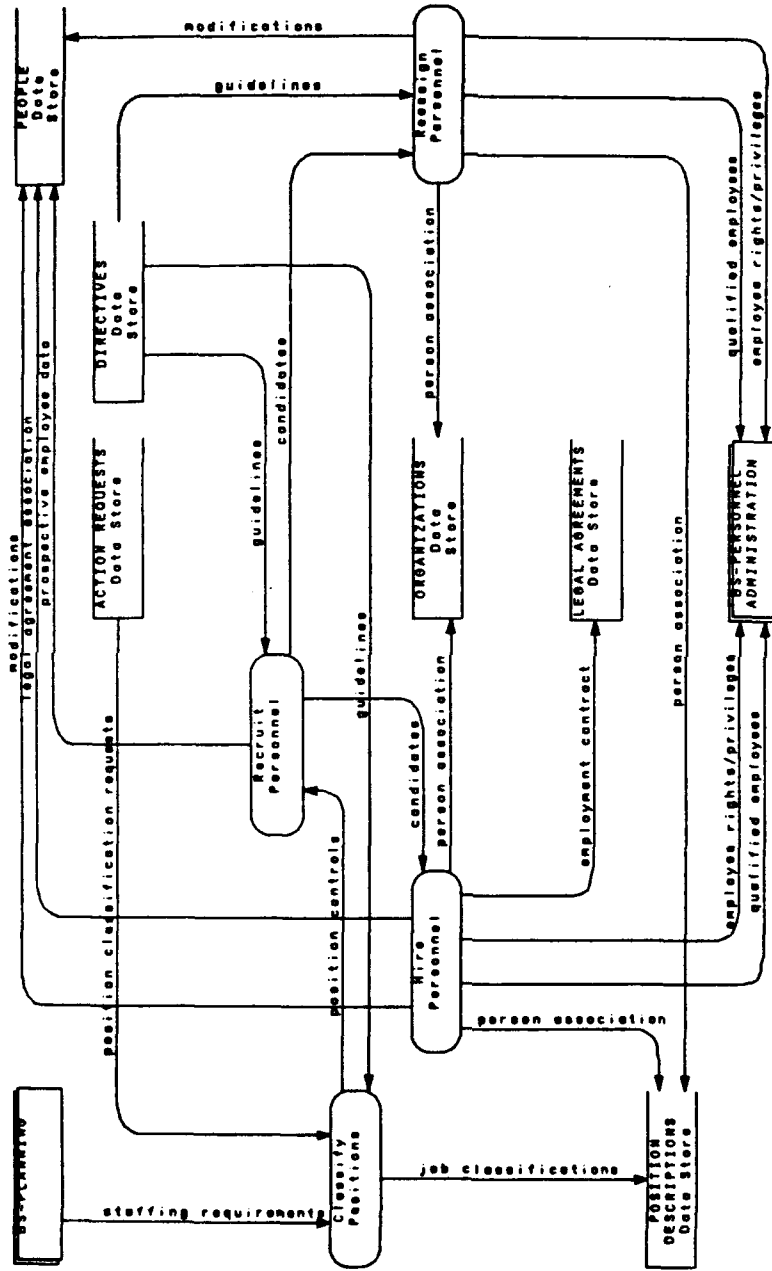 PEOPLE
Data
Store
modifications
legal agreement association
prospective employee data
modifications
guidelines
DIRECTIVES
Data
Store
ACTION REQUESTS
Data Store
position classification requests
DS-PLANNING
staffing requirements
guidelines
candidates
guidelines
Recruit
Personnel
position controls
Classify
Positions
Reassign
Personnel
candidates
person association
person association
ORGANIZATIONS
Data
Store
Hire
Personnel
employment contract
LEGAL AGREEMENTS
Data Store
job classifications
person association
POSITION
DESCRIPTIONS
Data Store
person association
employee rights/privileges
qualified employees
qualified employees
employee rights/privileges
DS-PERSONNEL
ADMINISTRATION